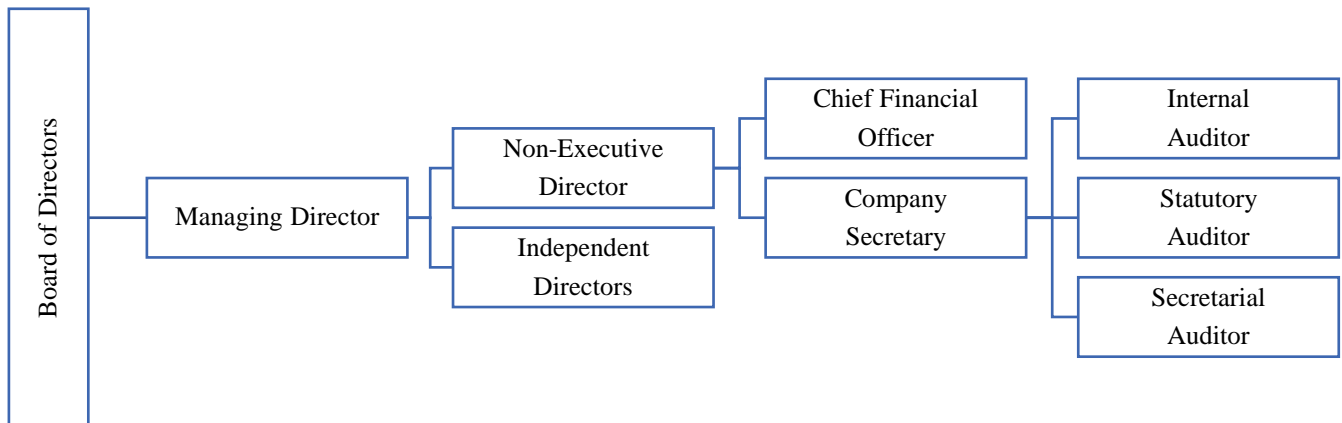 Board of Directors
Managing Director
Non-Executive
Director
Independent
Directors
Chief Financial
Officer
Company
Secretary
Internal
Auditor
Statutory
Auditor
Secretarial
Auditor